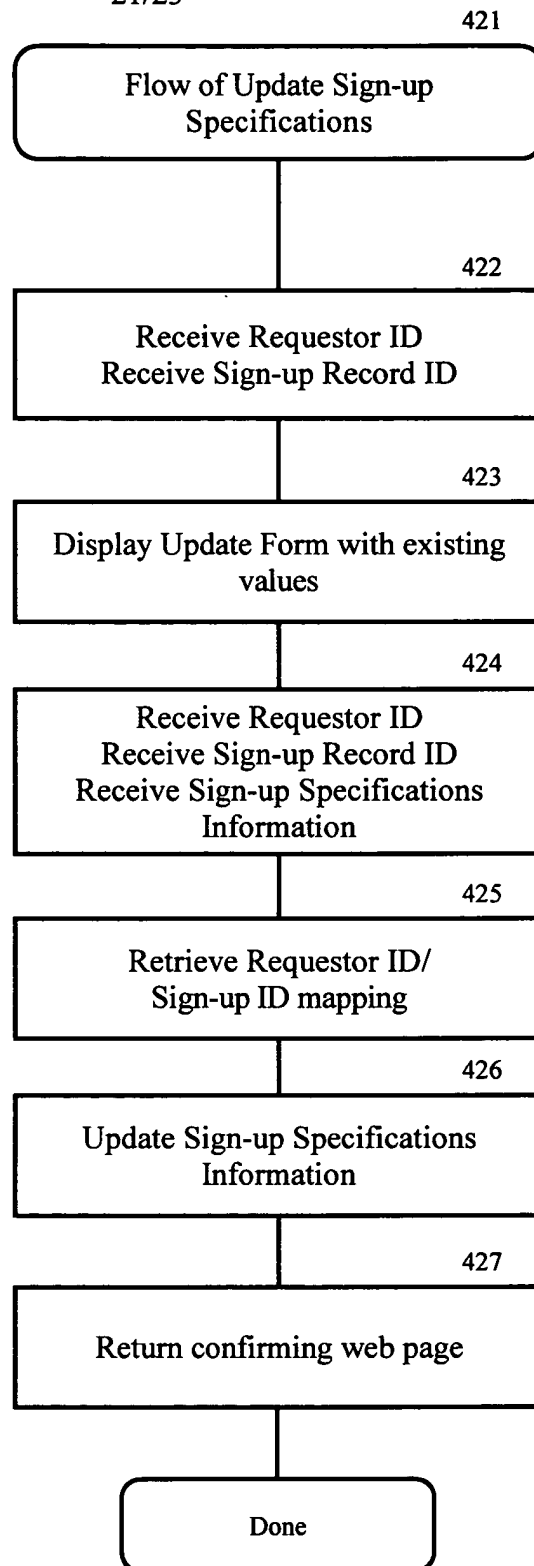 21/23
421
Flow of Update Sign-up
Specifications
422
Receive Requestor ID
Receive Sign-up Record ID
423
Display Update Form with existing
values
424
Receive Requestor ID
Receive Sign-up Record ID
Receive Sign-up Specifications
Information
425
Retrieve Requestor ID/
Sign-up ID mapping
426
Update Sign-up Specifications
Information
427
Return confirming web page
Done